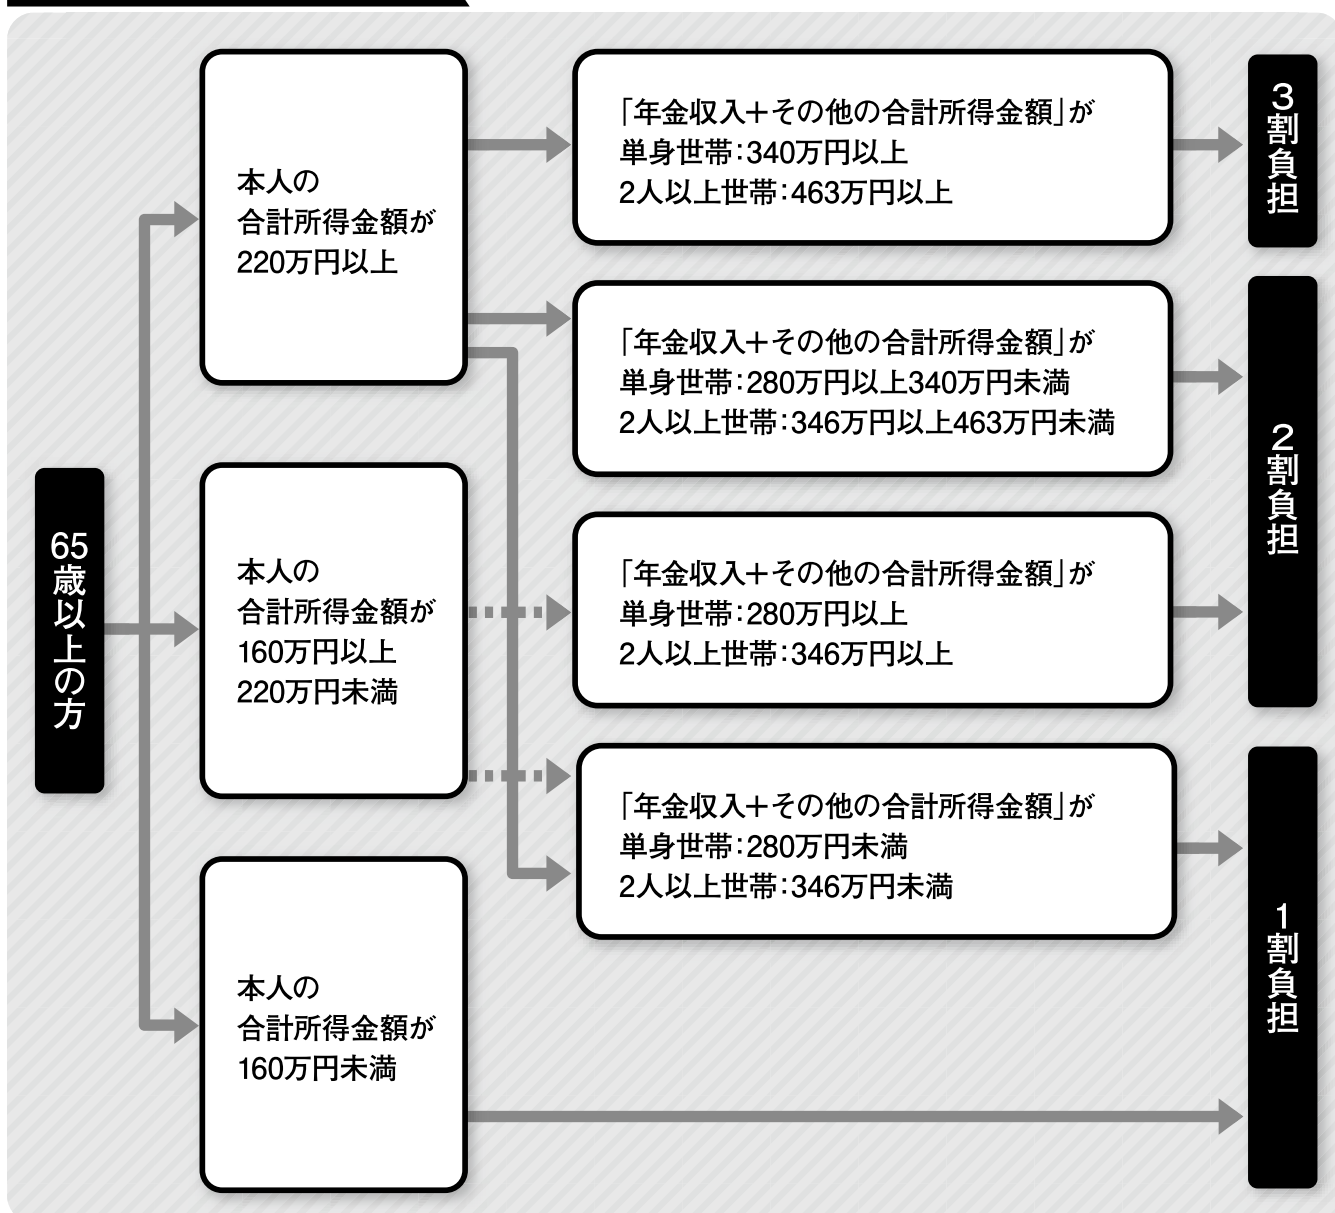 65歳以上の方
本人の
合計所得金額が
220万円以上
本人の
合計所得金額が
160万円以上
220万円未満
本人の
合計所得金額が
160万円未満
「年金収入+その他の合計所得金額」が
単身世帯：340万円以上
2人以上世帯：463万円以上
「年金収入+その他の合計所得金額」が
単身世帯：280万円以上340万円未満
2人以上世帯：346万円以上463万円未満
「年金収入+その他の合計所得金額」が
単身世帯：280万円以上
2人以上世帯：346万円以上
「年金収入+その他の合計所得金額」が
単身世帯：280万円未満
2人以上世帯：346万円未満
3割負担
2割負担
1割負担